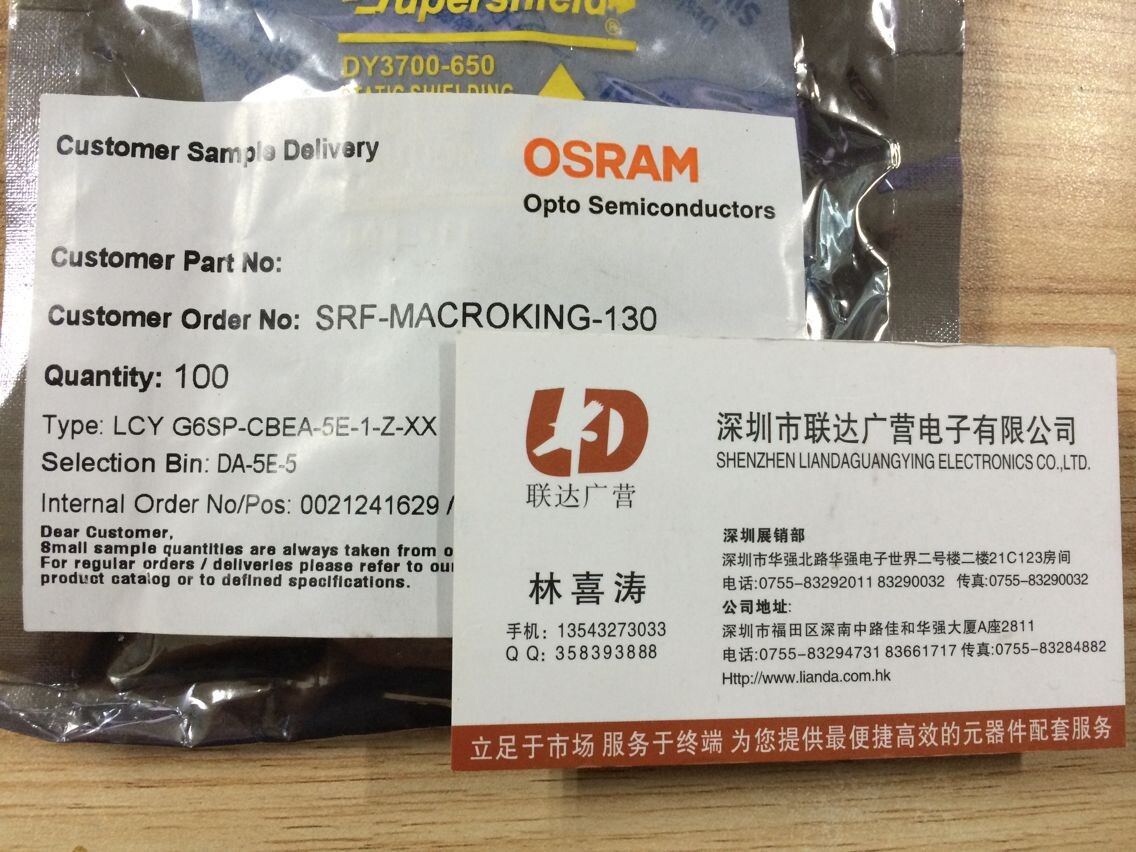 Supershield
®
DY3700-650
STATIC SHIELDING
Customer Sample Delivery
OSRAM
Opto Semiconductors
Customer Part No:
Customer Order No: SRF-MACROKING-130
Quantity: 100
Type: LCY G6SP-CBEA-5E-1-Z-XX
Selection Bin: DA-5E-5
Internal Order No/Pos: 0021241629 /
Dear Customer,
Small sample quantities are always taken from
For regular orders / deliveries please refer to
product catalog or to defined specifications.
LD
联达广营
深圳市联达广营电子有限公司
SHENZHEN LIANDAGUANGYING ELECTRONICS CO.,LTD.
林喜涛
手机: 13543273033
Q Q: 358393888
深圳展销部
深圳市华强北路华强电子世界二号楼二楼21C123房间
电话:0755-83292011 83290032 传真:0755-83290032
公司地址:
深圳市福田区深南中路佳和华强大厦A座2811
电话:0755-83294731 83661717 传真:0755-83284882
Http://www.lianda.com.hk
立足于市场 服务于终端 为您提供最便捷高效的元器件配套服务